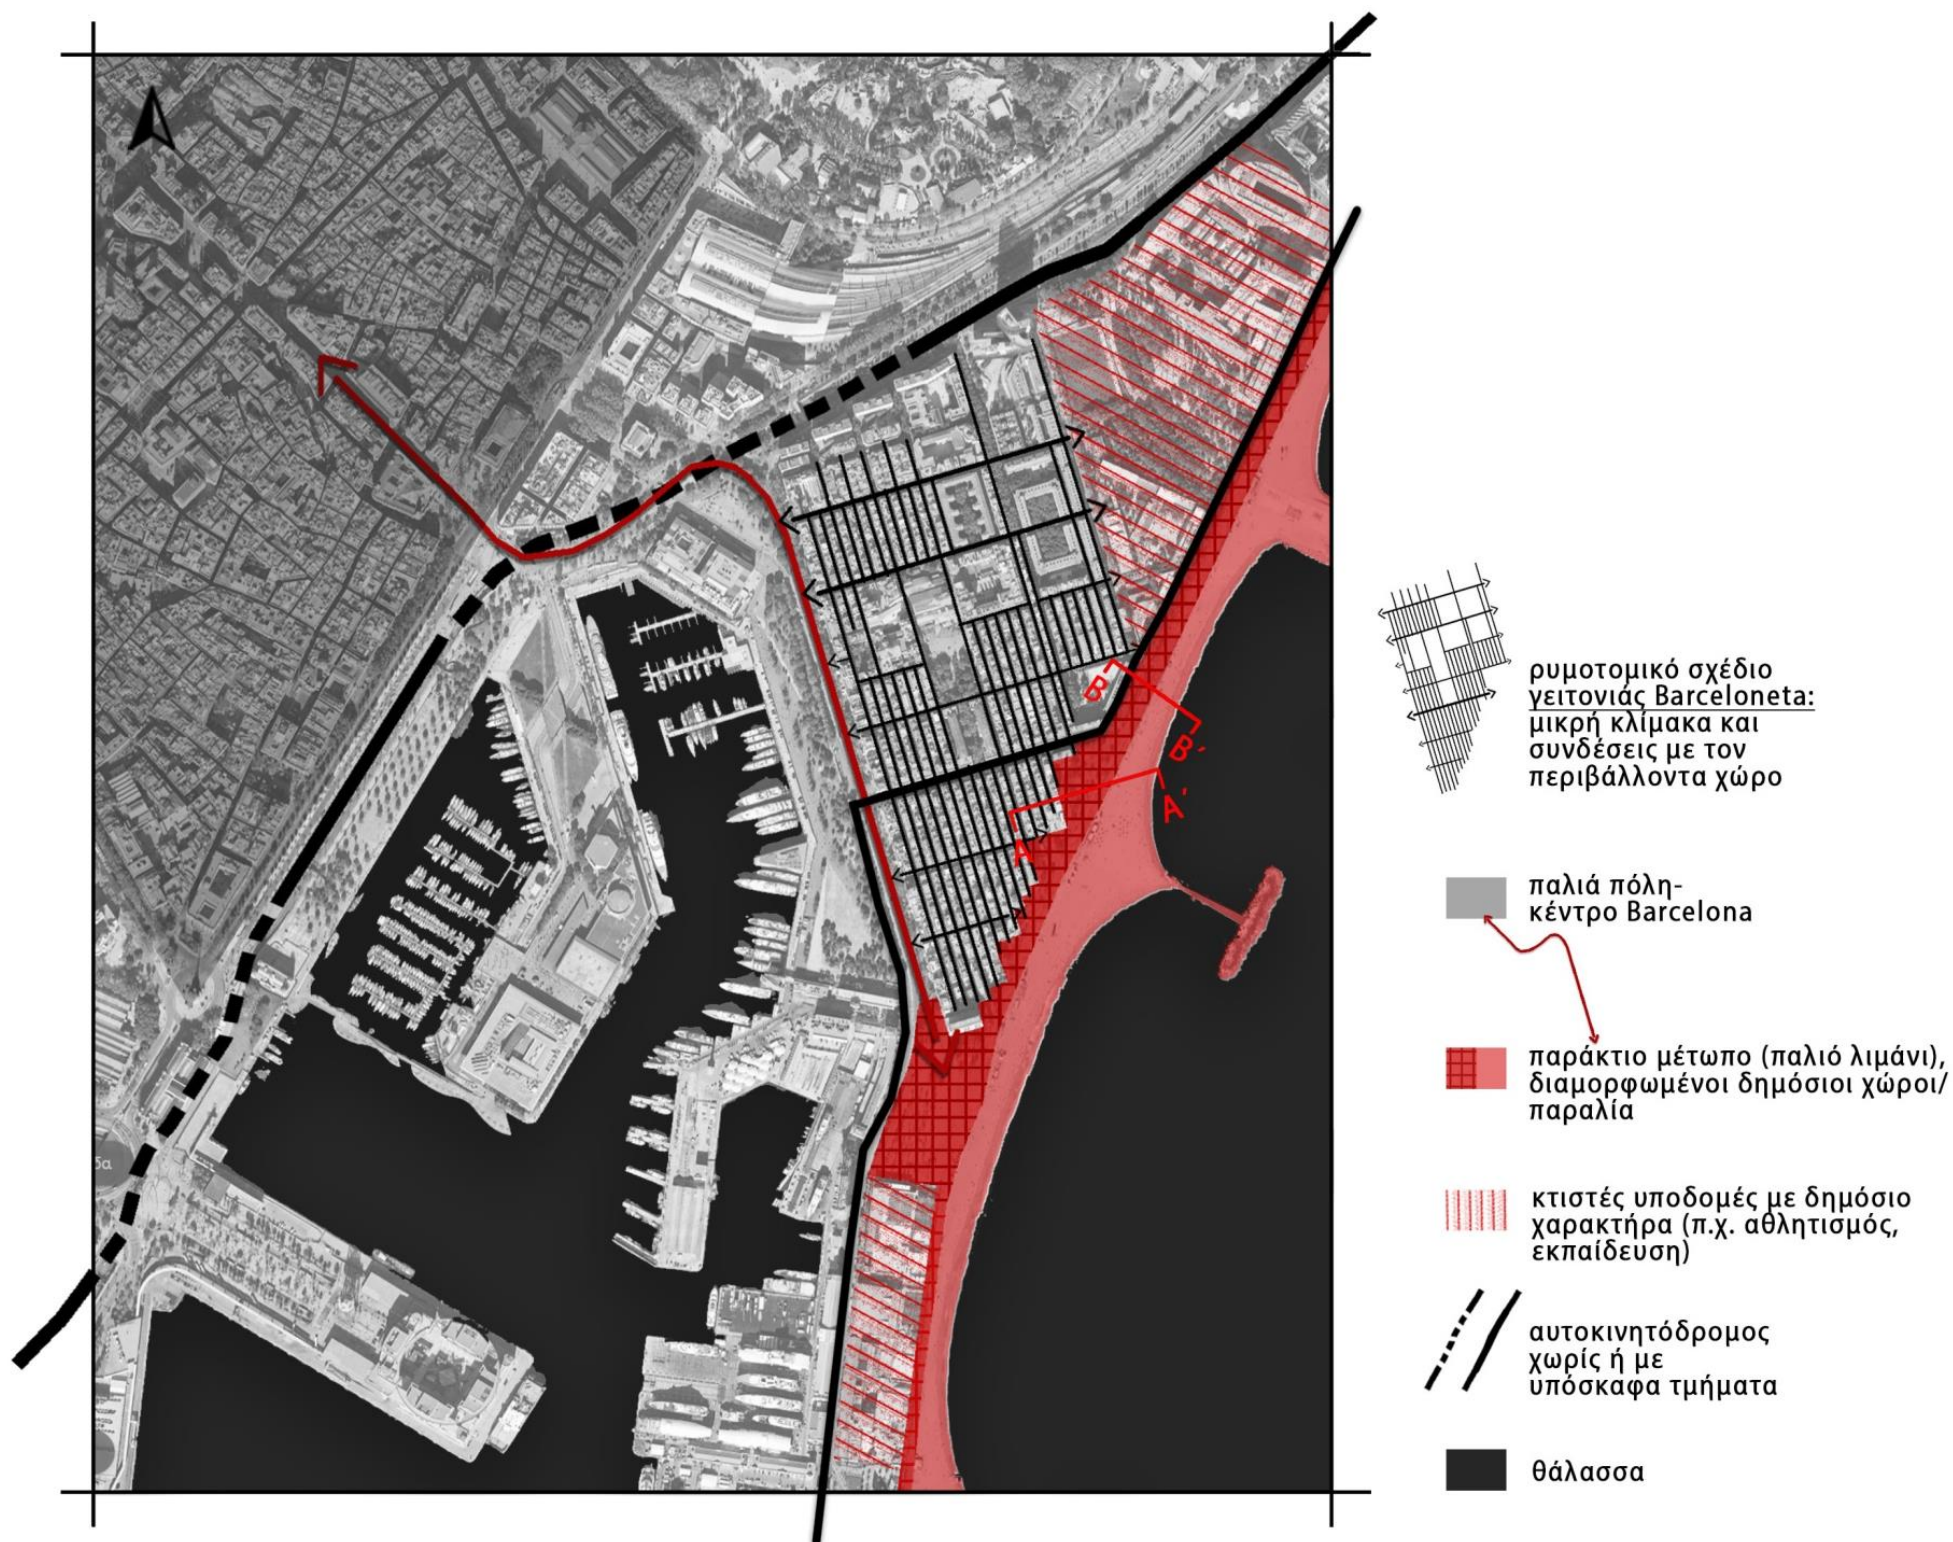 B
B'
A'
A
δα
ρυμοτομικό σχέδιο
γειτονιάς Barceloneta:
μικρή κλίμακα και
συνδέσεις με τον
περιβάλλοντα χώρο
παλιά πόλη-
κέντρο Barcelona
παράκτιο μέτωπο (παλιό λιμάνι),
διαμορφωμένοι δημόσιοι χώροι/
παραλία
κτιστές υποδομές με δημόσιο
χαρακτήρα (π.χ. αθλητισμός,
εκπαίδευση)
αυτοκινητόδρομος
χωρίς ή με
υπόσκαφα τμήματα
θάλασσα